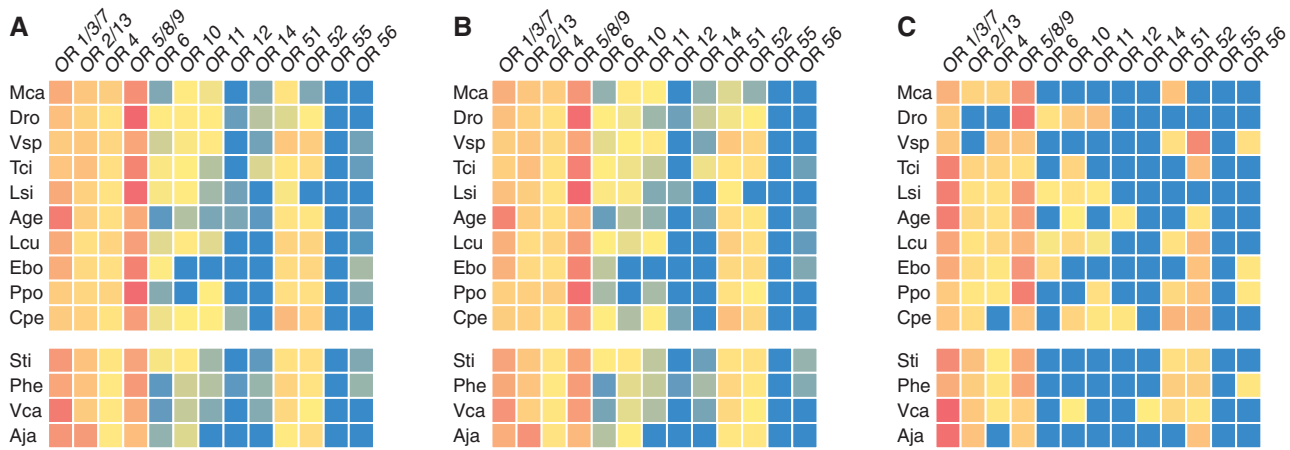 A
OR 1/3/7
OR 2/13
OR 4
OR 5/8/9
OR 6
OR 10
OR 11
OR 12
OR 14
OR 51
OR 52
OR 55
OR 56
Mca
Dro
Vsp
Tci
Lsi
Age
Lcu
Ebo
Ppo
Cpe
Sti
Phe
Vca
Aja
B
OR 1/3/7
OR 2/13
OR 4
OR 5/8/9
OR 6
OR 10
OR 11
OR 12
OR 14
OR 51
OR 52
OR 55
OR 56
Mca
Dro
Vsp
Tci
Lsi
Age
Lcu
Ebo
Ppo
Cpe
Sti
Phe
Vca
Aja
C
OR 1/3/7
OR 2/13
OR 4
OR 5/8/9
OR 6
OR 10
OR 11
OR 12
OR 14
OR 51
OR 52
OR 55
OR 56
Mca
Dro
Vsp
Tci
Lsi
Age
Lcu
Ebo
Ppo
Cpe
Sti
Phe
Vca
Aja